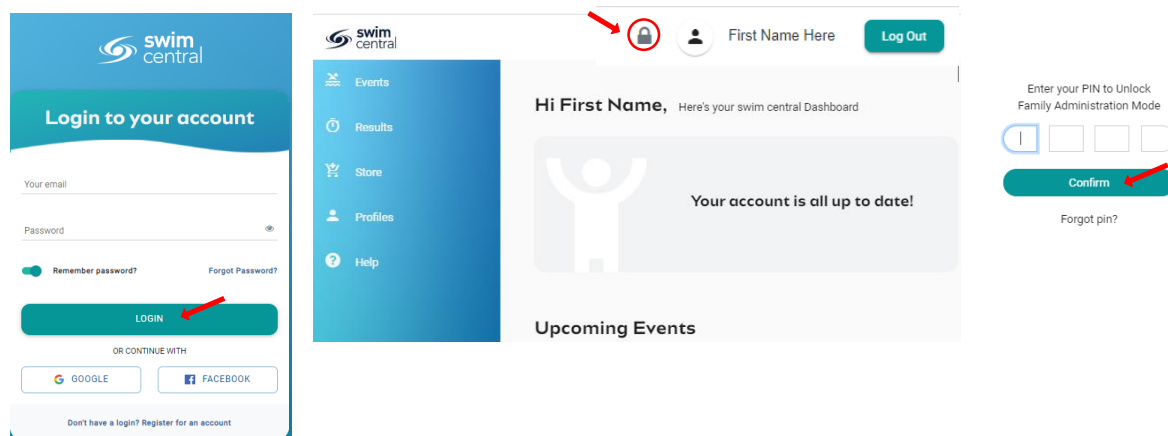 swim
central
Login to your account
Your email
Password
Remember password?
Forgot Password?
LOGIN
OR CONTINUE WITH
GOOGLE
FACEBOOK
Don't have a login? Register for an account
swim
central
First Name Here
Log Out
Events
Results
Store
Profiles
Help
Hi First Name, Here's your swim central Dashboard
Your account is all up to date!
Upcoming Events
Enter your PIN to Unlock
Family Administration Mode
Confirm
Forgot pin?